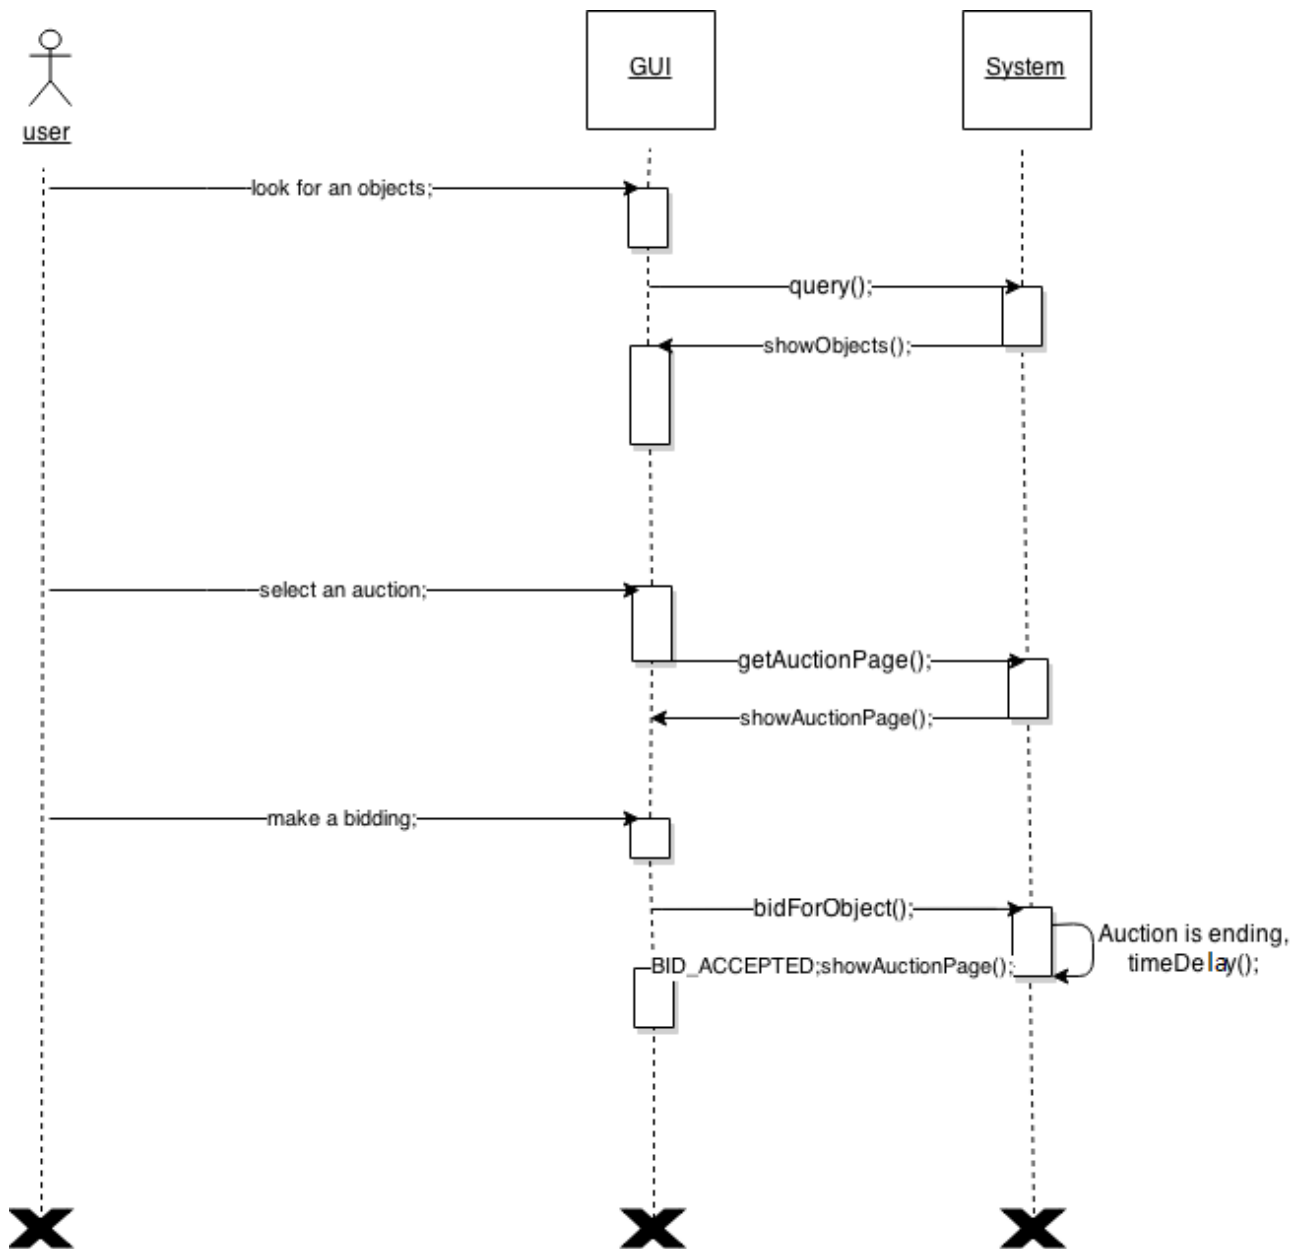 GUI
System
user
look for an objects;
query();
showObjects();
select an auction;
getAuctionPage();
showAuctionPage();
make a bidding;
bidForObject();
Auction is ending,
timeDelay();
BID_ACCEPTED;showAuctionPage();